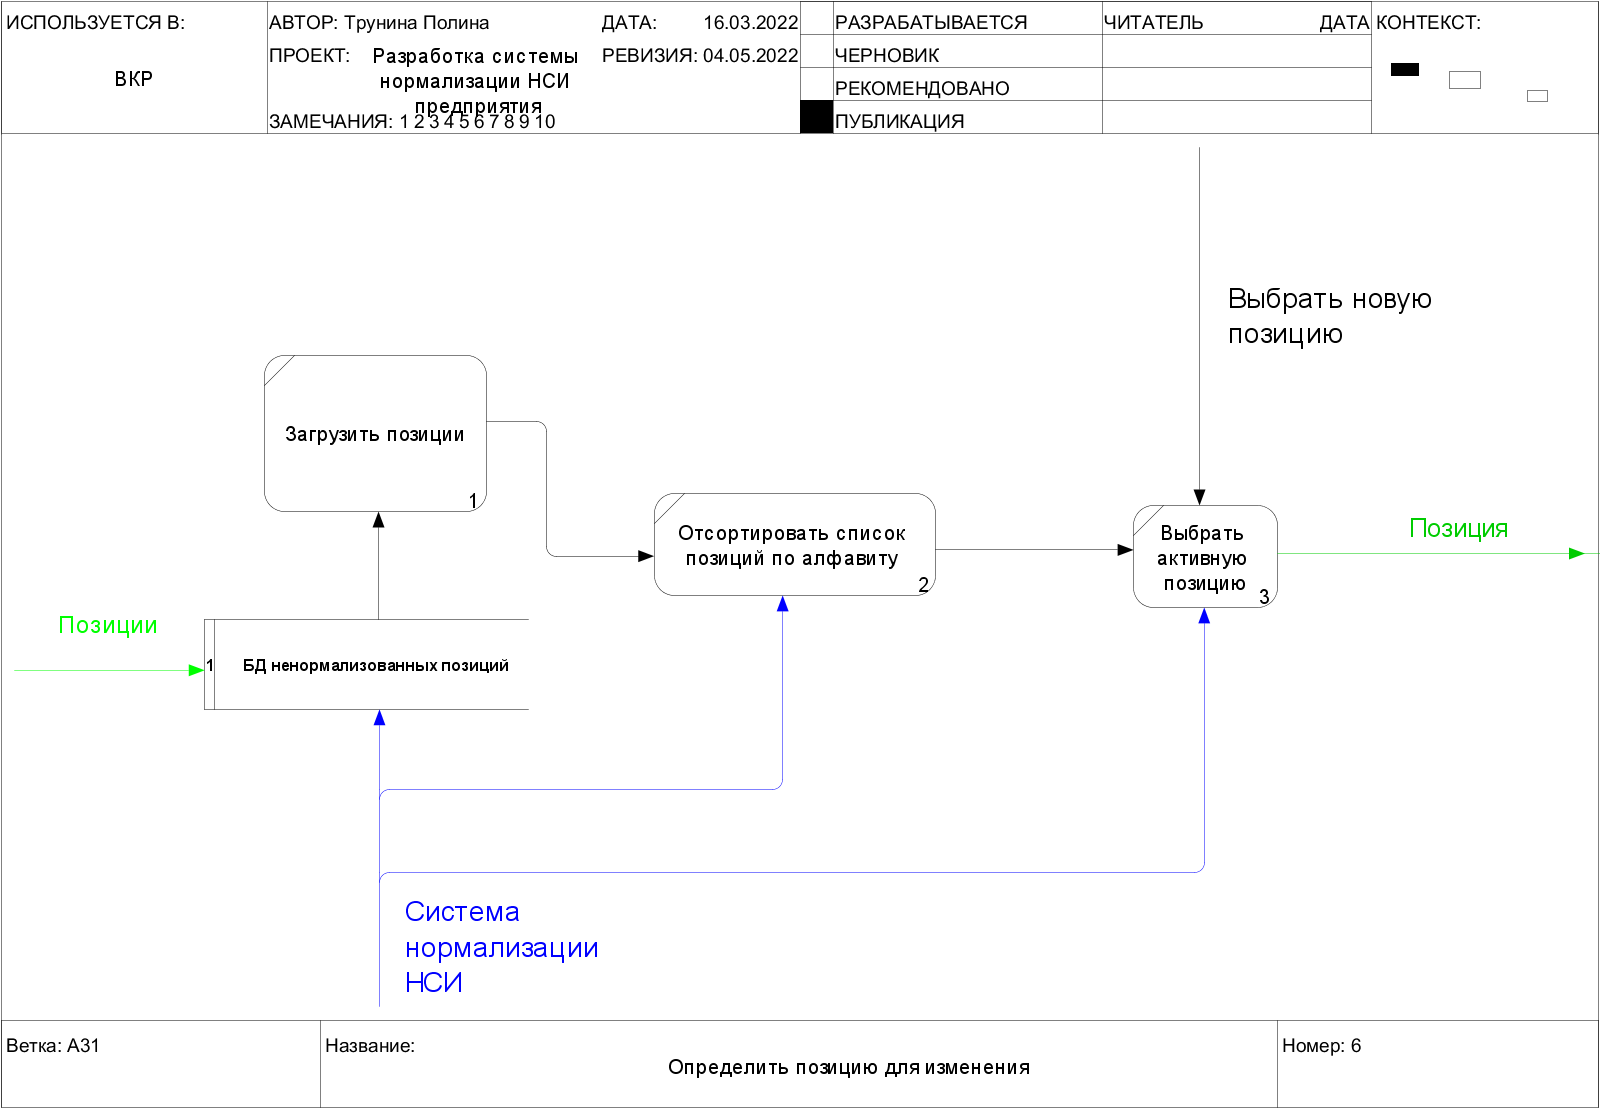 ИСПОЛЬЗУЕТСЯ В:
ВКР
АВТОР: Трунина Полина
ДАТА: 16.03.2022
ПРОЕКТ: Разработка системы
нормализации НСИ
предприятия
РЕВИЗИЯ: 04.05.2022
ЗАМЕЧАНИЯ: 1 2 3 4 5 6 7 8 9 10
РАЗРАБАТЫВАЕТСЯ
ЧЕРНОВИК
РЕКОМЕНДОВАНО
ПУБЛИКАЦИЯ
ЧИТАТЕЛЬ
ДАТА
КОНТЕКСТ:
Выбрать новую
позицию
Загрузить позиции
1
Отсортировать список
позиций по алфавиту
2
Выбрать
активную
позицию
3
Позиция
Позиции
1
БД ненормализованных позиций
Система
нормализации
НСИ
Ветка: A31
Название:
Определить позицию для изменения
Номер: 6